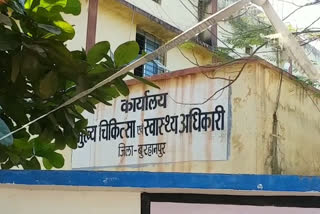 कार्यालय
मुख्य चिकित्सा एवं स्वास्थ्य अधिकारी
जिला-बुरहानपुर